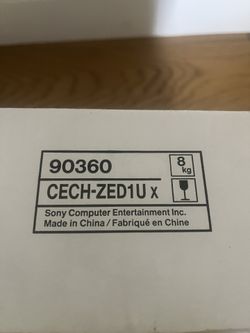 90360
8
kg
CECH-ZED1U x
Sony Computer Entertainment Inc.
Made in China / Fabriqué en Chine